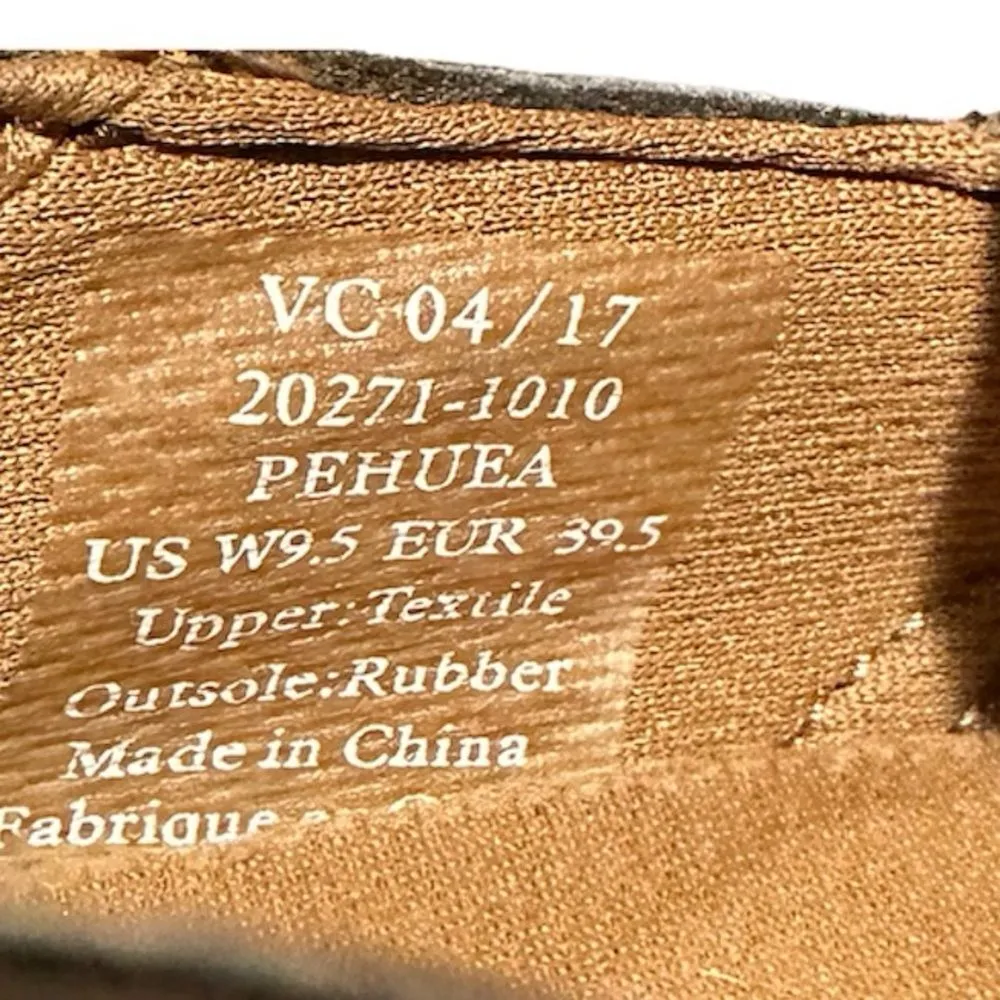 VC 04/17
20271-1010
PEHUEA
US W9.5 EUR 39.5
Upper:Textile
Outsole:Rubber
Made in China
Fabrique